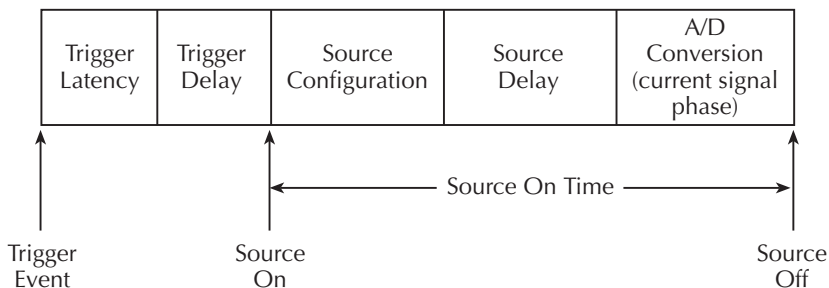 Trigger
Latency
Trigger
Delay
Source
Configuration
Source
Delay
A/D
Conversion
(current signal
phase)
Source On Time
Trigger
Event
Source
On
Source
Off